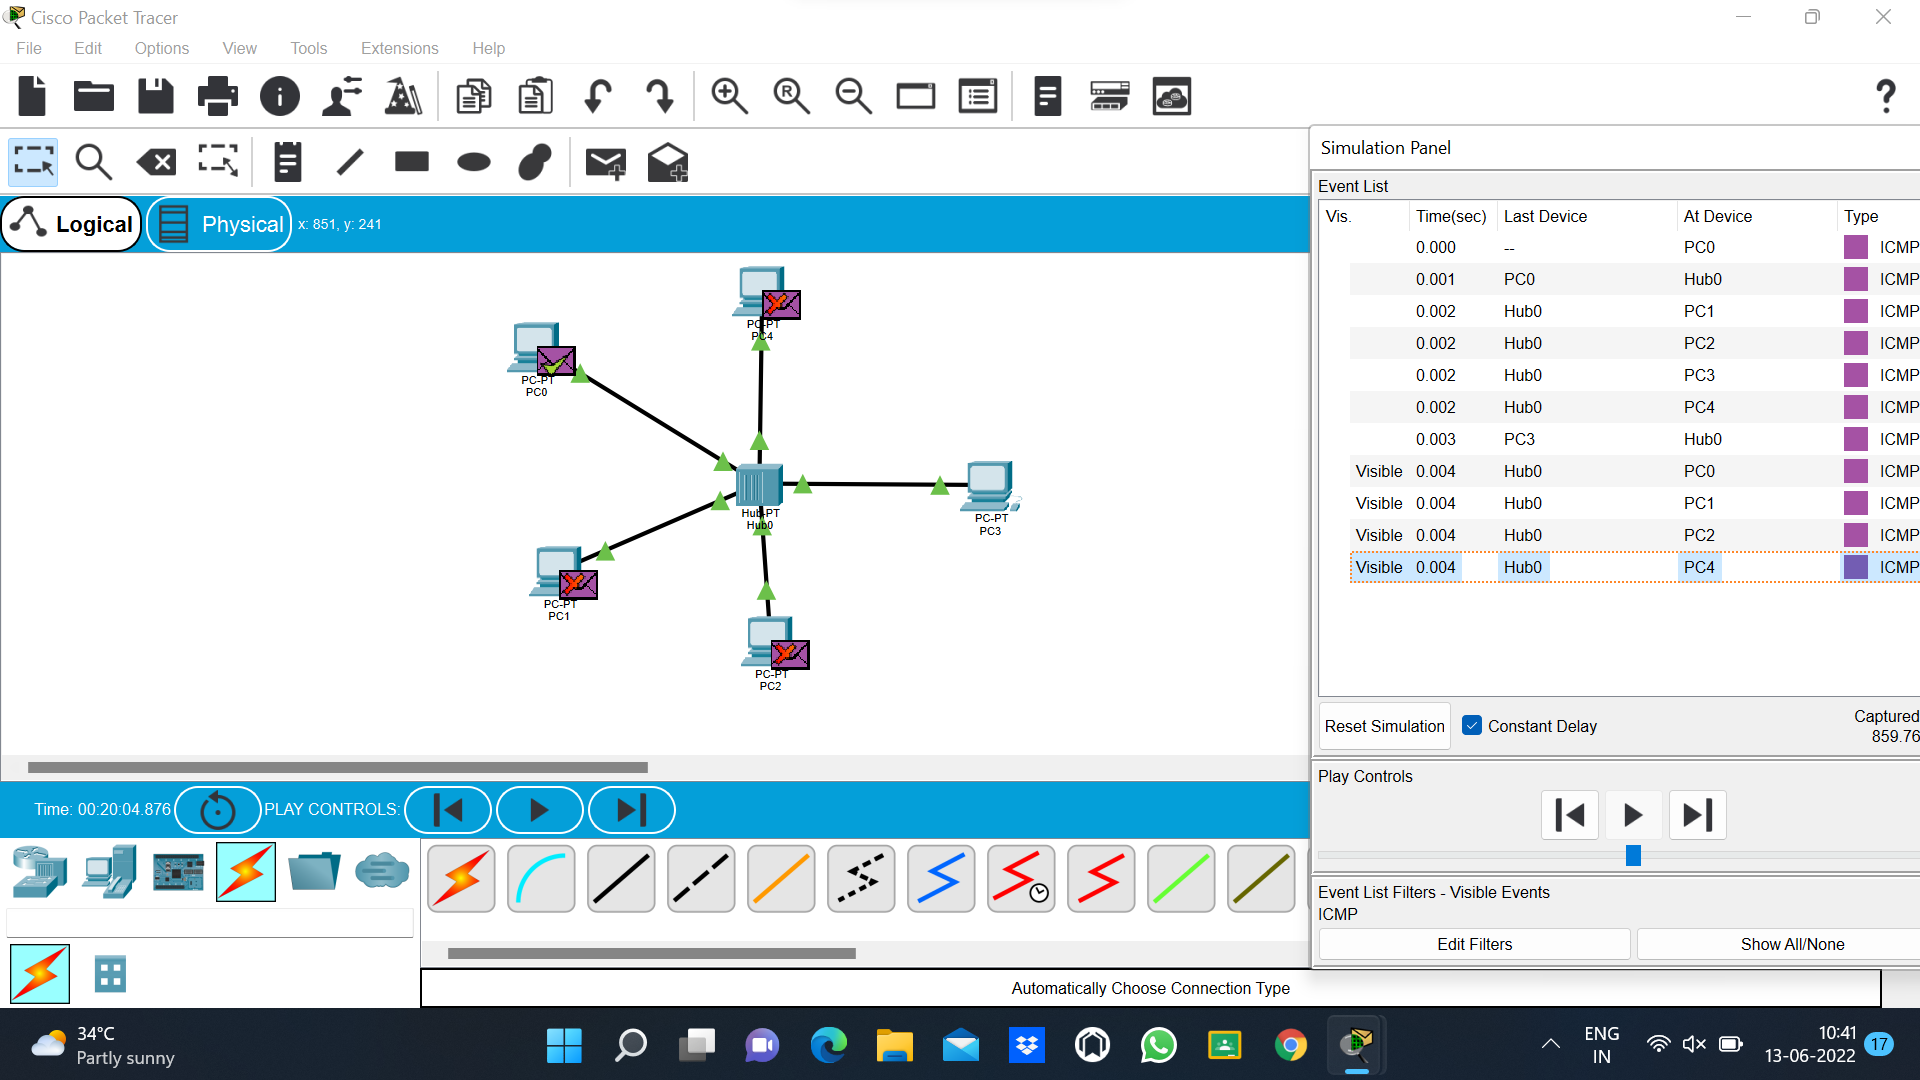 Cisco Packet Tracer
File Edit Options View Tools Extensions Help
Logical Physical x: 851, y: 241
PC-PT
PC4
PC-PT
PC0
Hub-PT
Hub0
PC-PT
PC3
PC-PT
PC1
PC-PT
PC2
Simulation Panel
Event List
Vis. Time(sec) Last Device At Device Type
0.000 -- PC0 ICMP
0.001 PC0 Hub0 ICMP
0.002 Hub0 PC1 ICMP
0.002 Hub0 PC2 ICMP
0.002 Hub0 PC3 ICMP
0.002 Hub0 PC4 ICMP
0.003 PC3 Hub0 ICMP
Visible 0.004 Hub0 PC0 ICMP
Visible 0.004 Hub0 PC1 ICMP
Visible 0.004 Hub0 PC2 ICMP
Visible 0.004 Hub0 PC4 ICMP
Reset Simulation Constant Delay Captured
859.76
Play Controls
Event List Filters - Visible Events
ICMP
Edit Filters Show All/None
Time: 00:20:04.876 PLAY CONTROLS:
Automatically Choose Connection Type
34°C
Partly sunny
ENG
IN
10:41
13-06-2022
17